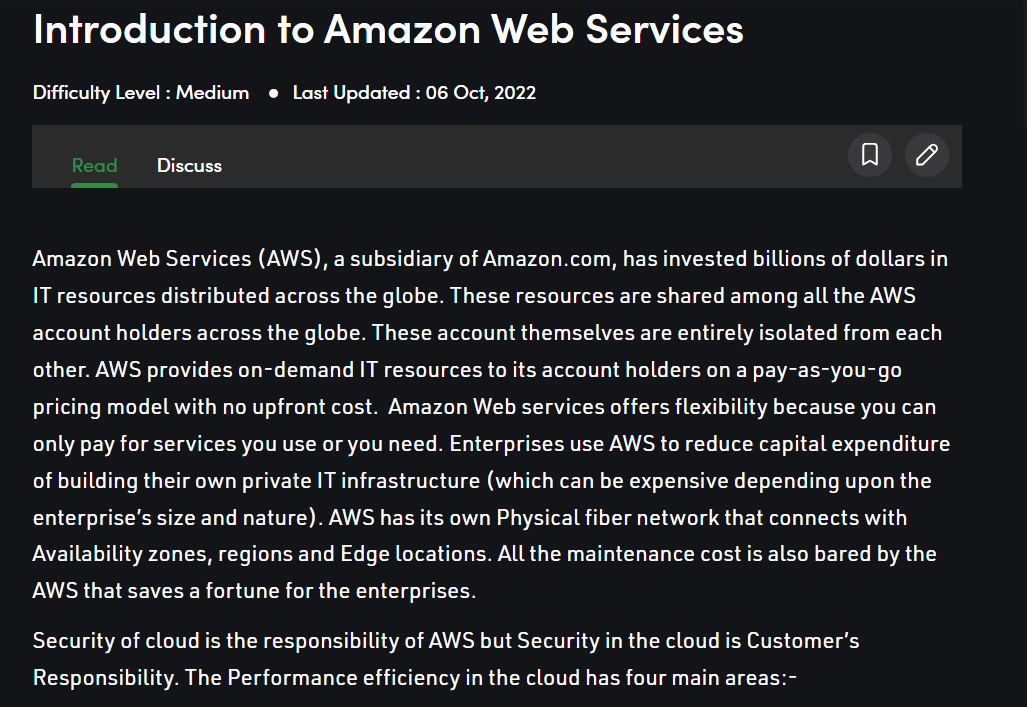 Introduction to Amazon Web Services
Difficulty Level : Medium ● Last Updated : 06 Oct, 2022
Read Discuss
Amazon Web Services (AWS), a subsidiary of Amazon.com, has invested billions of dollars in
IT resources distributed across the globe. These resources are shared among all the AWS
account holders across the globe. These account themselves are entirely isolated from each
other. AWS provides on-demand IT resources to its account holders on a pay-as-you-go
pricing model with no upfront cost.  Amazon Web services offers flexibility because you can
only pay for services you use or you need. Enterprises use AWS to reduce capital expenditure
of building their own private IT infrastructure (which can be expensive depending upon the
enterprise’s size and nature). AWS has its own Physical fiber network that connects with
Availability zones, regions and Edge locations. All the maintenance cost is also bared by the
AWS that saves a fortune for the enterprises.
Security of cloud is the responsibility of AWS but Security in the cloud is Customer’s
Responsibility. The Performance efficiency in the cloud has four main areas:-